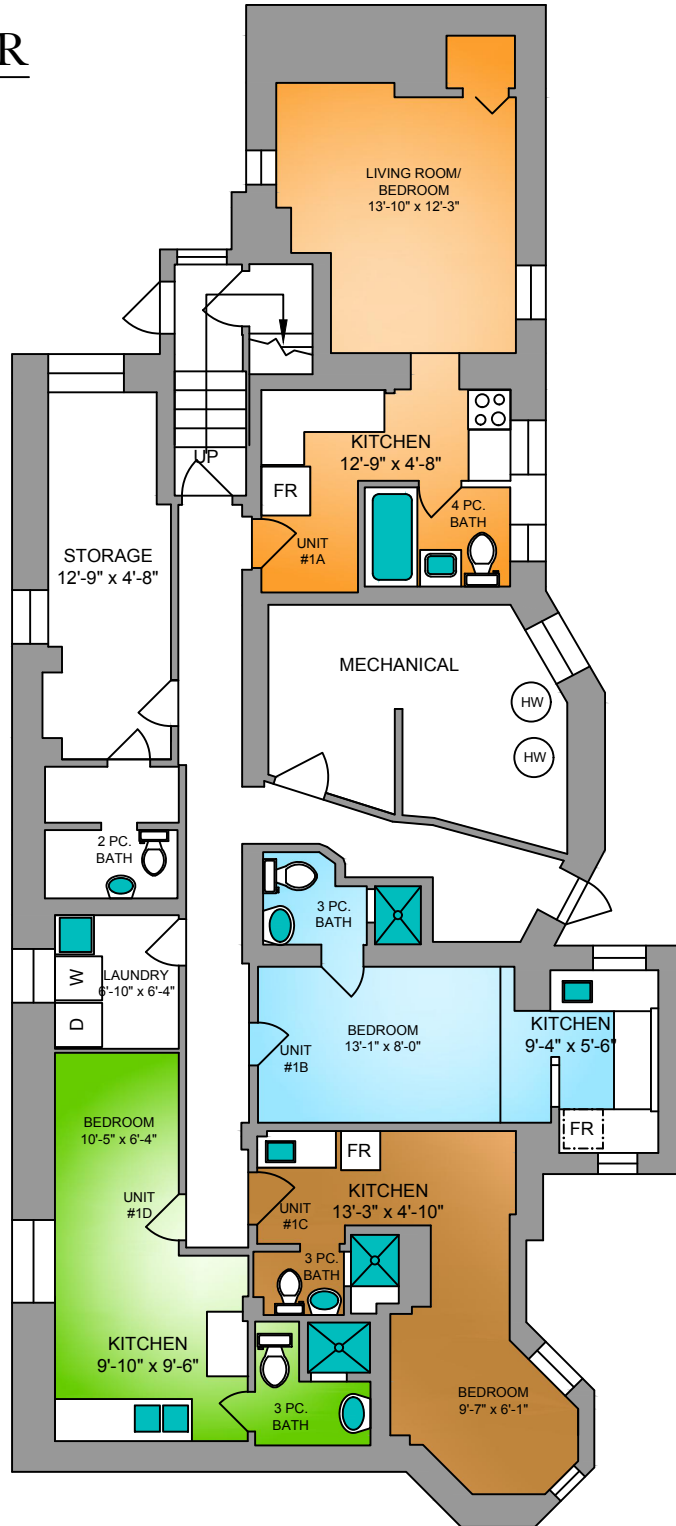 R
LIVING ROOM/
BEDROOM
13'-10" x 12'-3"
KITCHEN
12'-9" x 4'-8"
UP
FR
4 PC.
BATH
UNIT
#1A
STORAGE
12'-9" x 4'-8"
MECHANICAL
HW
HW
2 PC.
BATH
3 PC.
BATH
W
LAUNDRY
6'-10" x 6'-4"
D
BEDROOM
13'-1" x 8'-0"
KITCHEN
9'-4" x 5'-6"
UNIT
#1B
FR
BEDROOM
10'-5" x 6'-4"
FR
KITCHEN
13'-3" x 4'-10"
UNIT
#1D
UNIT
#1C
3 PC.
BATH
KITCHEN
9'-10" x 9'-6"
BEDROOM
9'-7" x 6'-1"
3 PC.
BATH